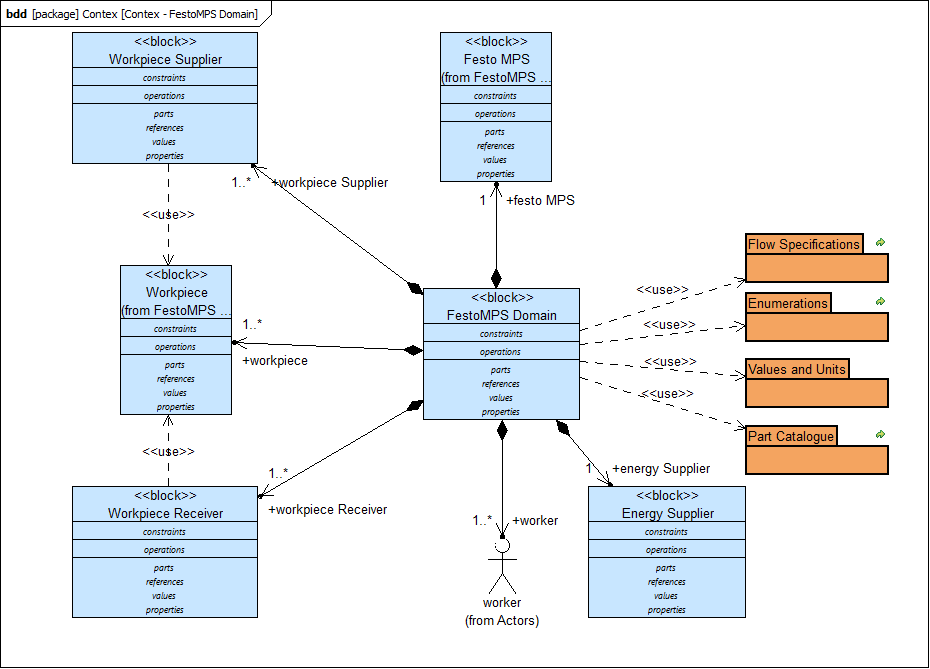 bdd [package] Contex [Contex - FestoMPS Domain]
<<block>>
Workpiece Supplier
constraints
operations
parts
references
values
properties
<<block>>
Festo MPS
(from FestoMPS ...
constraints
operations
parts
references
values
properties
1..*
+workpiece Supplier
1
+festo MPS
<<use>>
<<block>>
Workpiece
(from FestoMPS ...
constraints
operations
parts
references
values
properties
1..*
+workpiece
<<block>>
FestoMPS Domain
constraints
operations
parts
references
values
properties
<<use>>
Flow Specifications
<<use>>
Enumerations
<<use>>
Values and Units
<<use>>
Part Catalogue
<<use>>
1..*
+workpiece Receiver
1
+energy Supplier
<<block>>
Workpiece Receiver
constraints
operations
parts
references
values
properties
1..*
+worker
worker
(from Actors)
<<block>>
Energy Supplier
constraints
operations
parts
references
values
properties